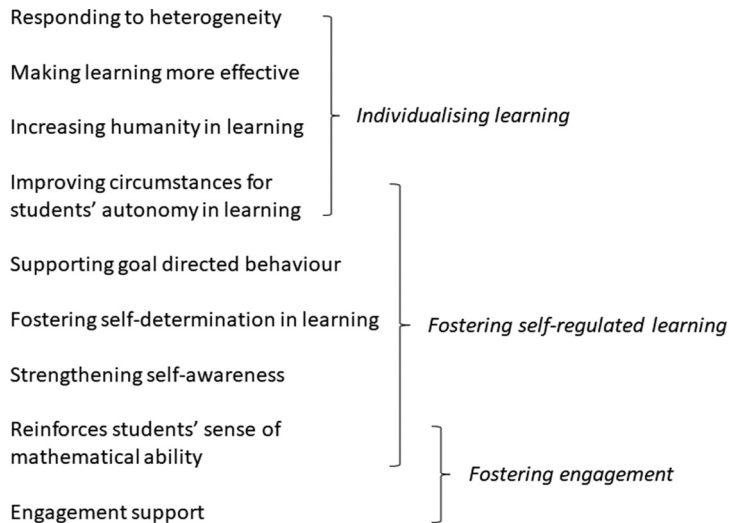 Responding to heterogeneity
Making learning more effective
Increasing humanity in learning
Individualising learning
Improving circumstances for
students' autonomy in learning
Supporting goal directed behaviour
Fostering self-determination in learning
Fostering self-regulated learning
Strengthening self-awareness
Reinforces students' sense of
mathematical ability
Fostering engagement
Engagement support